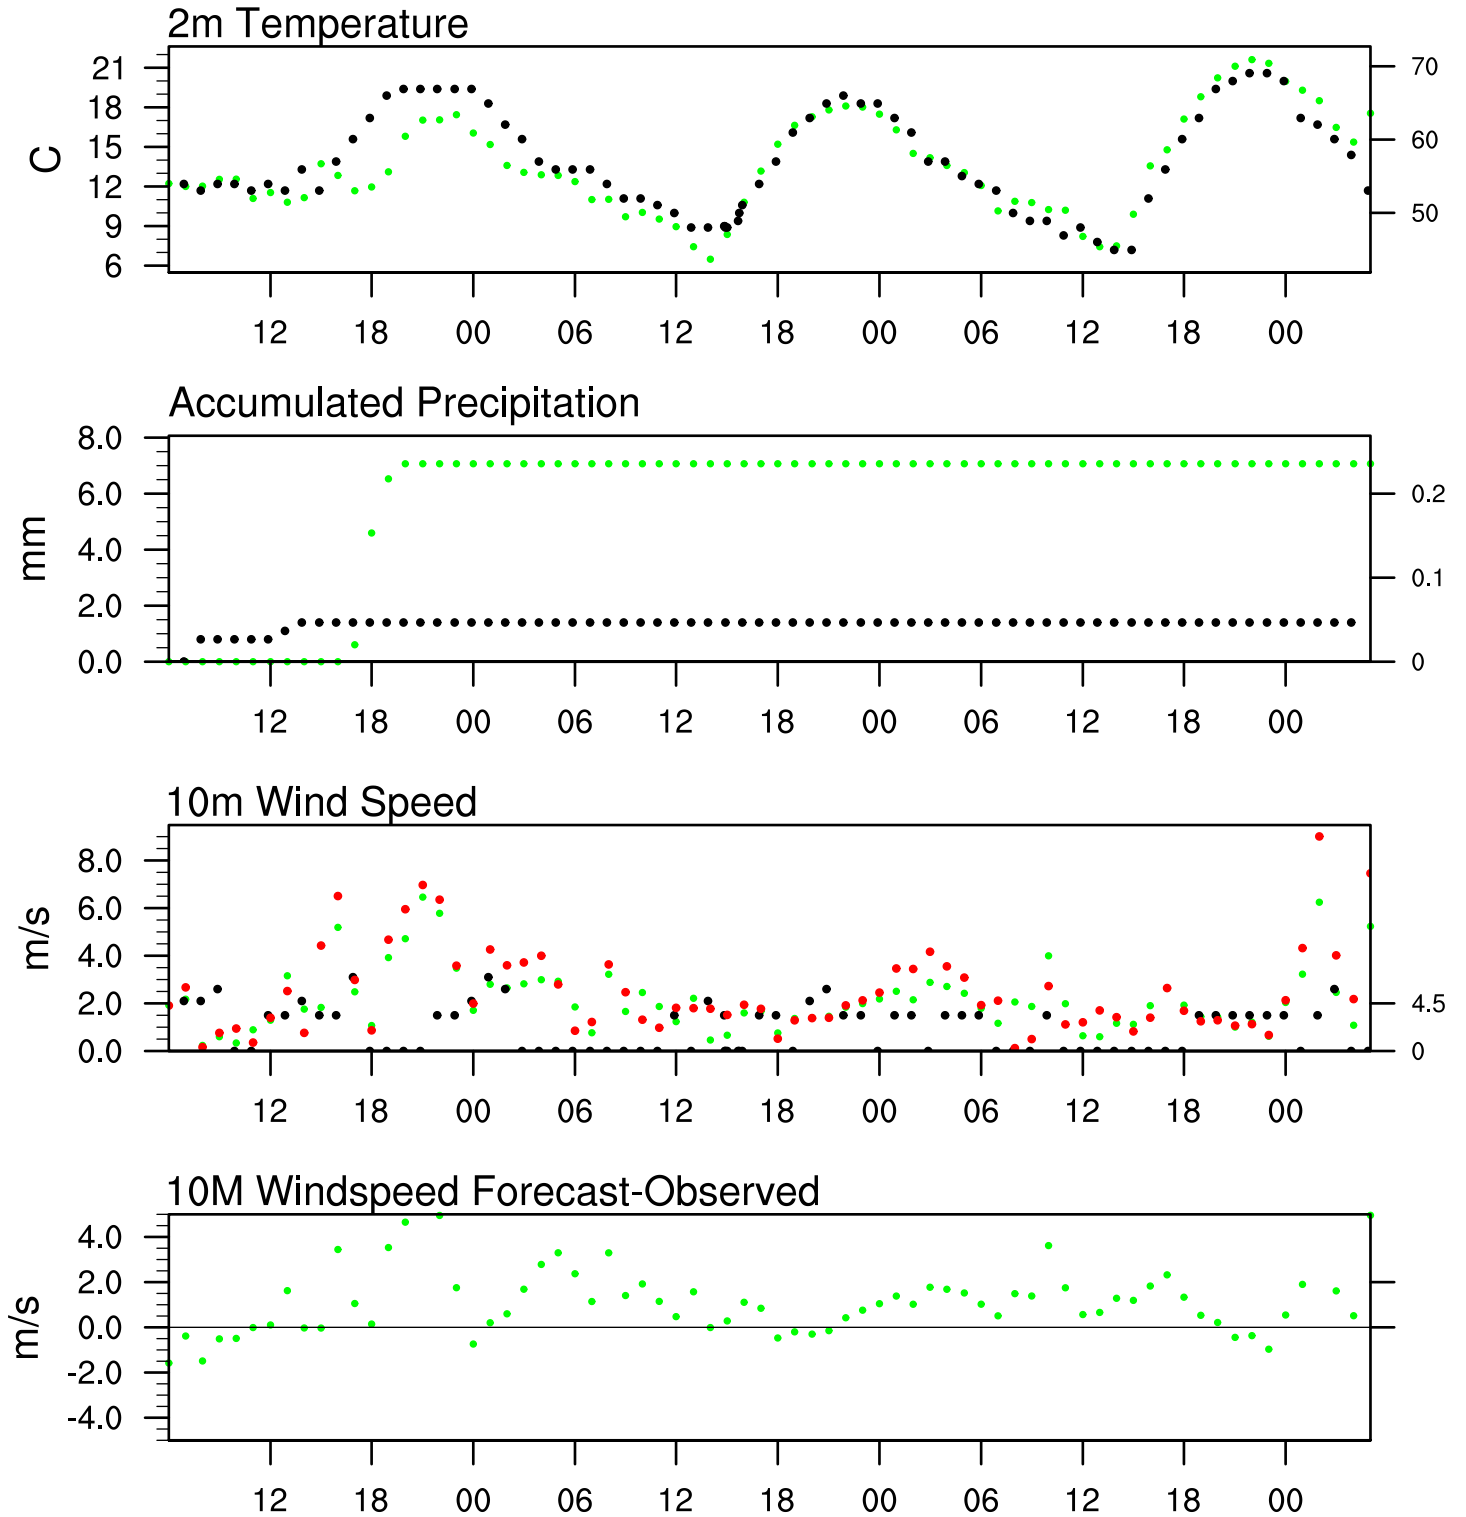 2m Temperature
21
18
15
12
9
6
C
70
60
50
12 18 00 06 12 18 00 06 12 18 00
Accumulated Precipitation
8.0
6.0
4.0
2.0
0.0
mm
0.2
0.1
0
12 18 00 06 12 18 00 06 12 18 00
10m Wind Speed
8.0
6.0
4.0
2.0
0.0
m/s
4.5
0
12 18 00 06 12 18 00 06 12 18 00
10M Windspeed Forecast-Observed
4.0
2.0
0.0
-2.0
-4.0
m/s
12 18 00 06 12 18 00 06 12 18 00